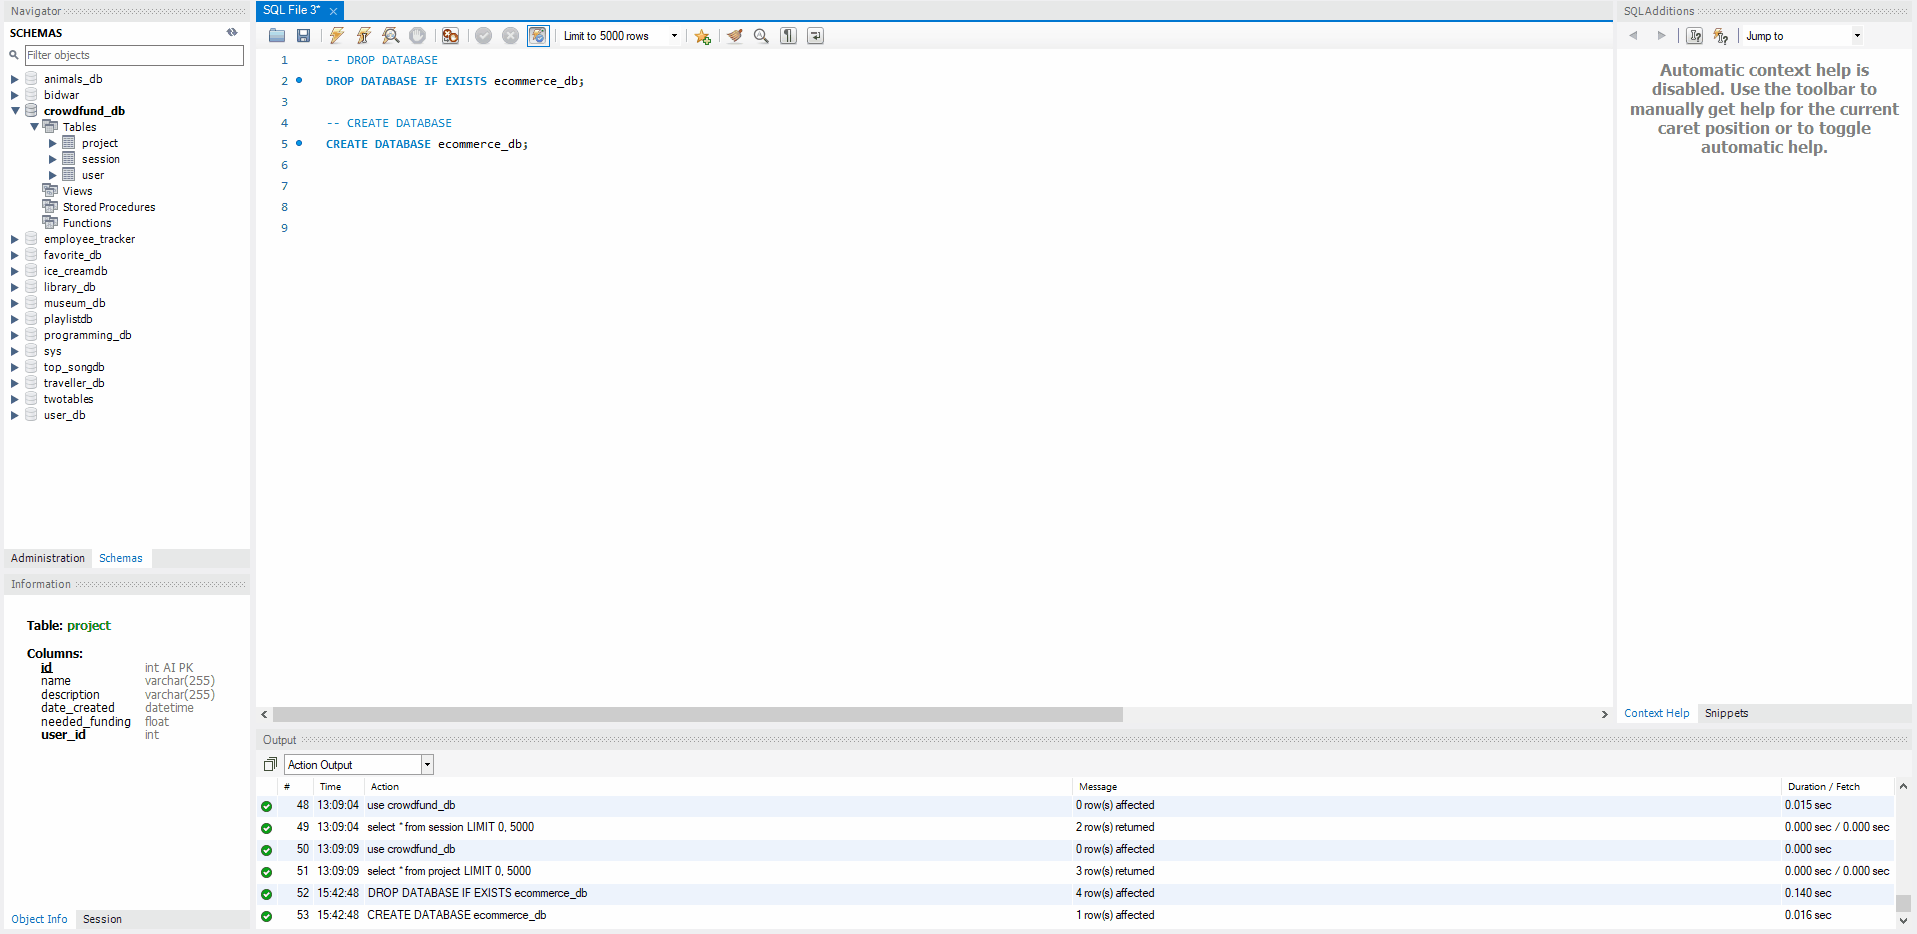 Navigator
SCHEMAS
Filter objects
animals_db
bidwar
crowdfund_db
Tables
project
session
user
Views
Stored Procedures
Functions
employee_tracker
favorite_db
ice_creamdb
library_db
museum_db
playlistdb
programming_db
sys
top_songdb
traveller_db
twotables
user_db
Administration Schemas
Information
Table: project
Columns:
id int AI PK
name varchar(255)
description varchar(255)
date_created datetime
needed_funding float
user_id int
Object Info Session
SQL File 3*
Limit to 5000 rows
1 -- DROP DATABASE
2 DROP DATABASE IF EXISTS ecommerce_db;
3
4 -- CREATE DATABASE
5 CREATE DATABASE ecommerce_db;
6
7
8
9
SQLAdditions
Jump to
Automatic context help is
disabled. Use the toolbar to
manually get help for the current
caret position or to toggle
automatic help.
Context Help Snippets
Output
Action Output
# Time Action Message Duration / Fetch
48 13:09:04 use crowdfund_db 0 row(s) affected 0.015 sec
49 13:09:04 select * from session LIMIT 0, 5000 2 row(s) returned 0.000 sec / 0.000 sec
50 13:09:09 use crowdfund_db 0 row(s) affected 0.000 sec
51 13:09:09 select * from project LIMIT 0, 5000 3 row(s) returned 0.000 sec / 0.000 sec
52 15:42:48 DROP DATABASE IF EXISTS ecommerce_db 4 row(s) affected 0.140 sec
53 15:42:48 CREATE DATABASE ecommerce_db 1 row(s) affected 0.016 sec